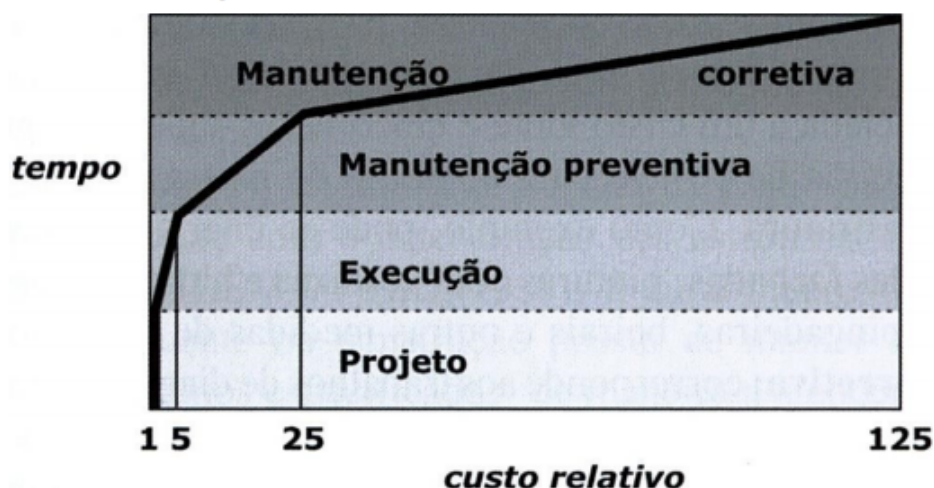 Manutenção corretiva
tempo
Manutenção preventiva
Execução
Projeto
1 5 25 125
custo relativo